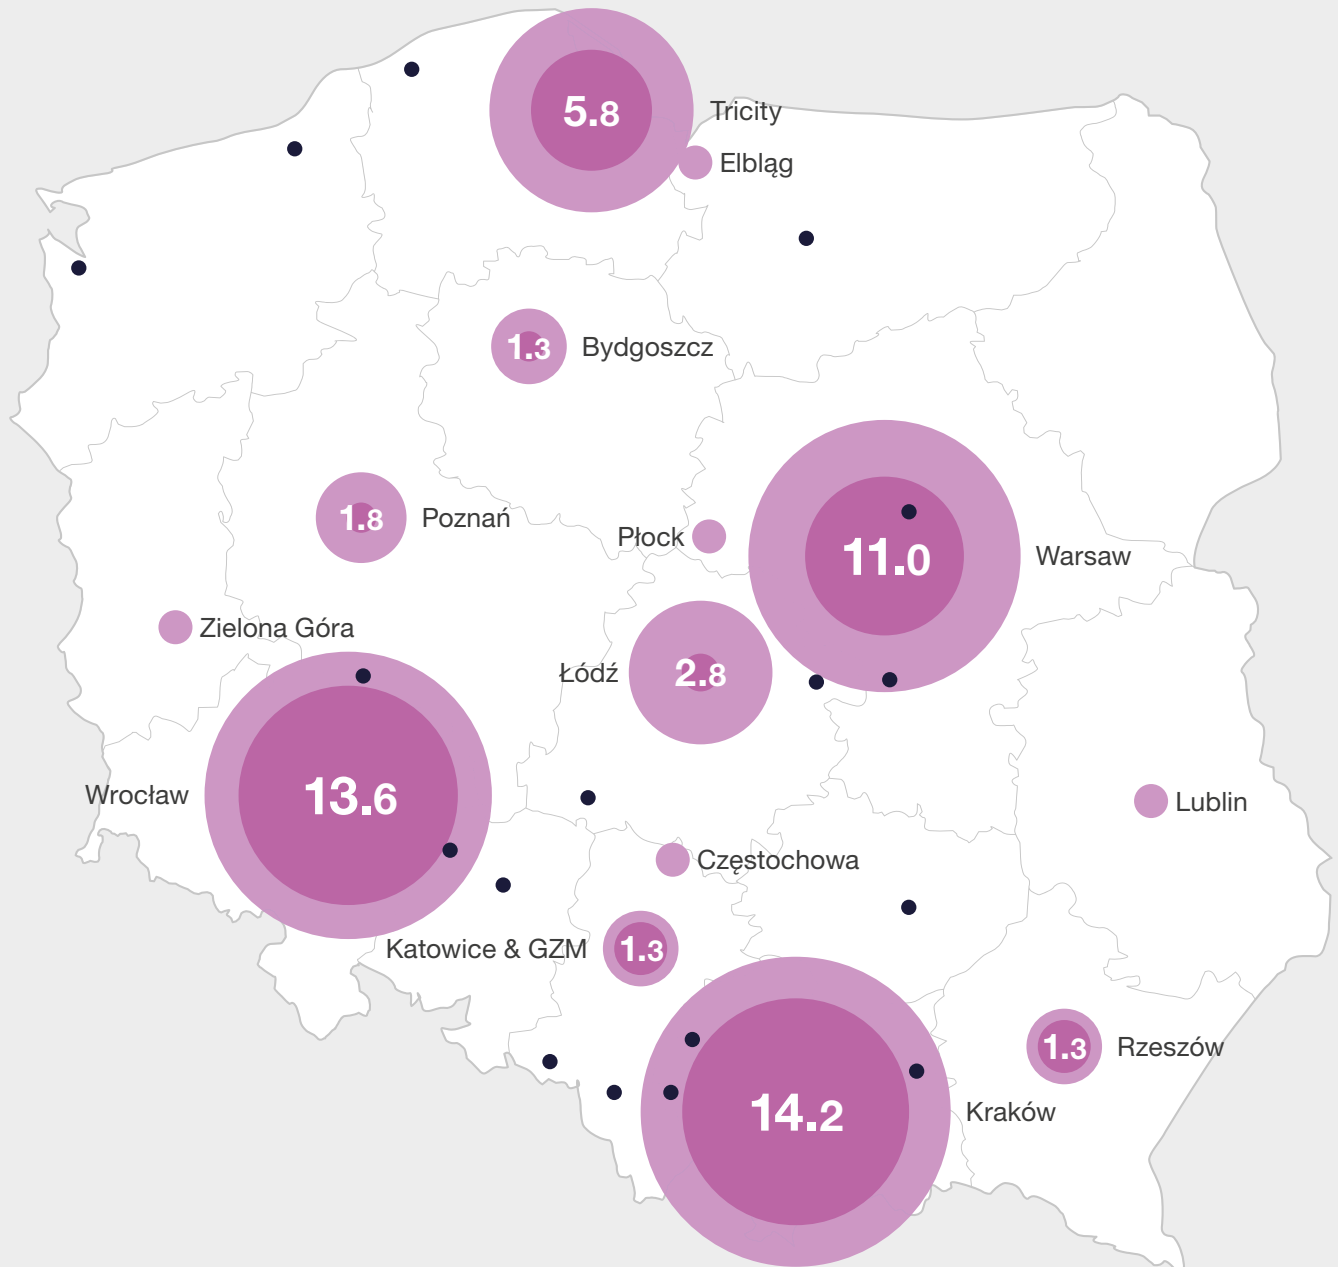 5.8
Tricity
Elbląg
1.3
Bydgoszcz
1.8
Poznań
Płock
11.0
Warsaw
Zielona Góra
Łódź
2.8
Wrocław
13.6
Lublin
Częstochowa
Katowice & GZM
1.3
1.3
Rzeszów
14.2
Kraków